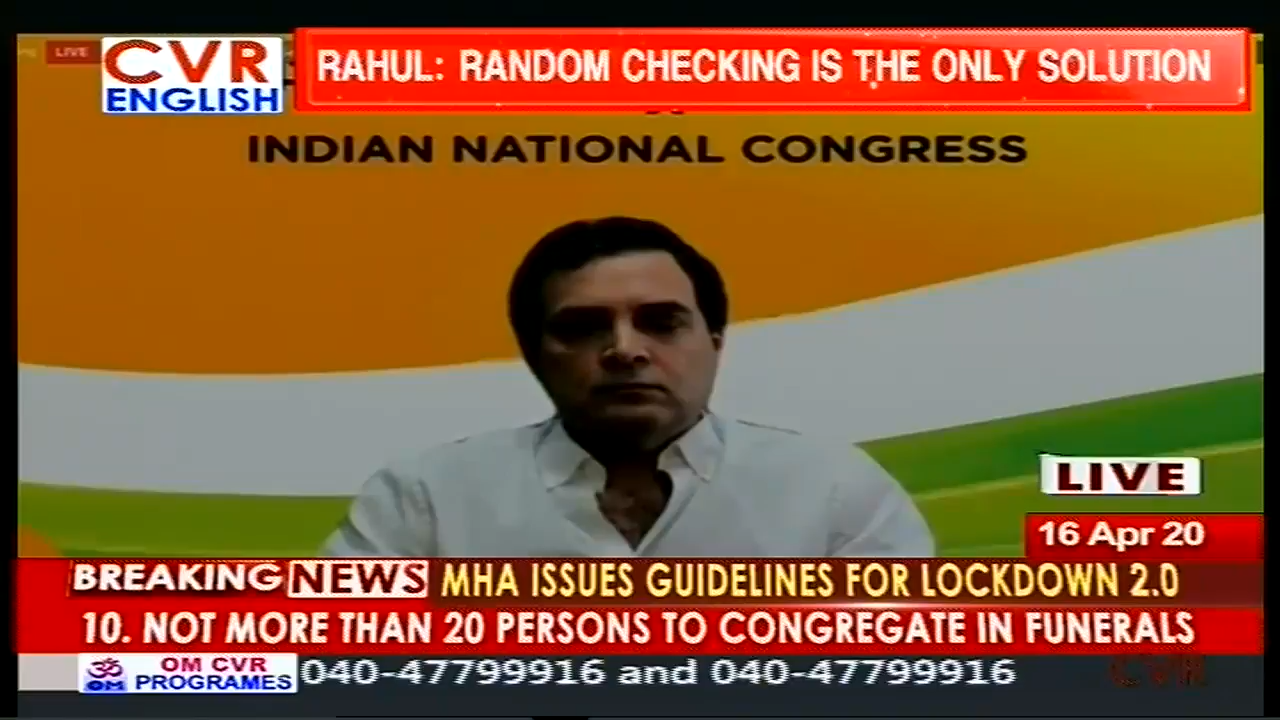 LIVE
CVR
ENGLISH
RAHUL: RANDOM CHECKING IS THE ONLY SOLUTION
INDIAN NATIONAL CONGRESS
LIVE
16 Apr 20
BREAKING NEWS MHA ISSUES GUIDELINES FOR LOCKDOWN 2.0
10. NOT MORE THAN 20 PERSONS TO CONGREGATE IN FUNERALS
ॐ
OM
OM CVR
PROGRAMES
040-47799916 and 040-47799916
CVR